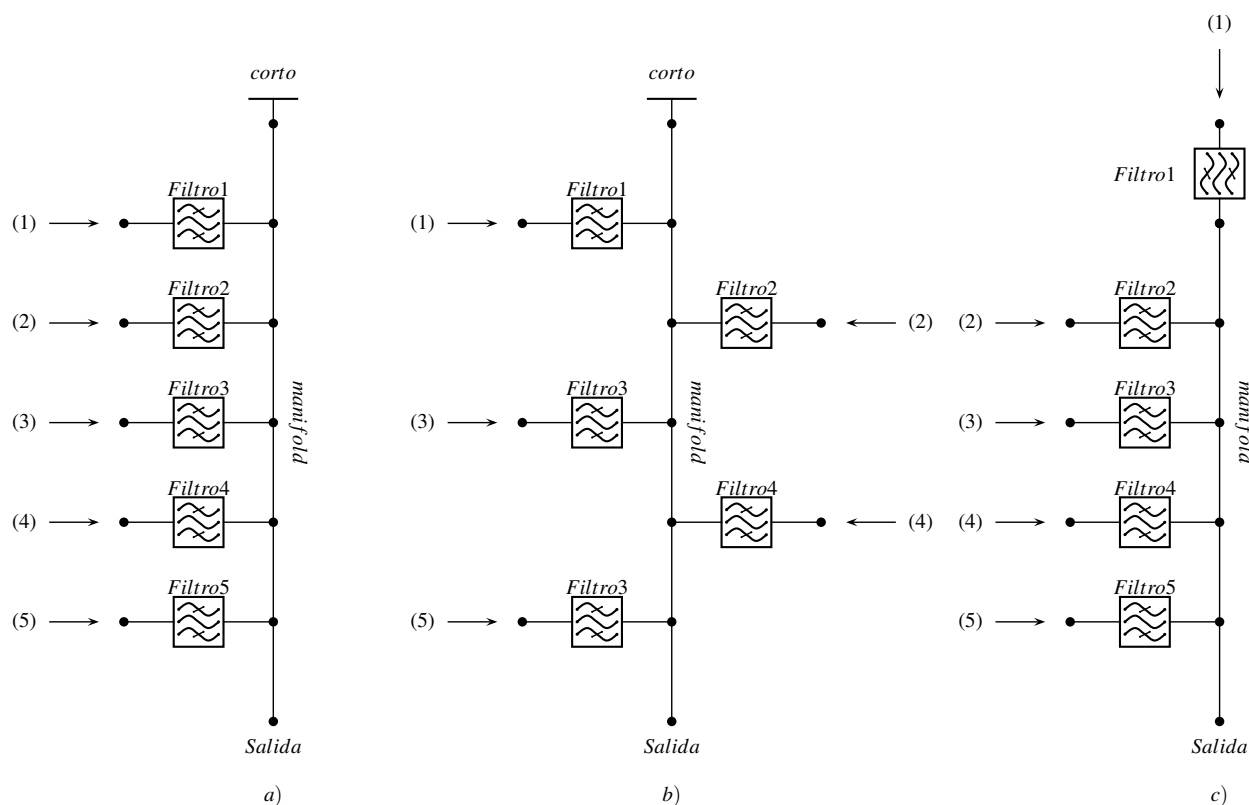 corto
Filtro1
(1)
Filtro2
(2)
Filtro3
(3)
manifold
Filtro4
(4)
Filtro5
(5)
Salida
a)
corto
Filtro1
(1)
Filtro2
(2)
Filtro3
(3)
manifold
Filtro4
(4)
Filtro3
(5)
Salida
b)
(1)
Filtro1
Filtro2
(2)
Filtro3
(3)
manifold
Filtro4
(4)
Filtro5
(5)
Salida
c)